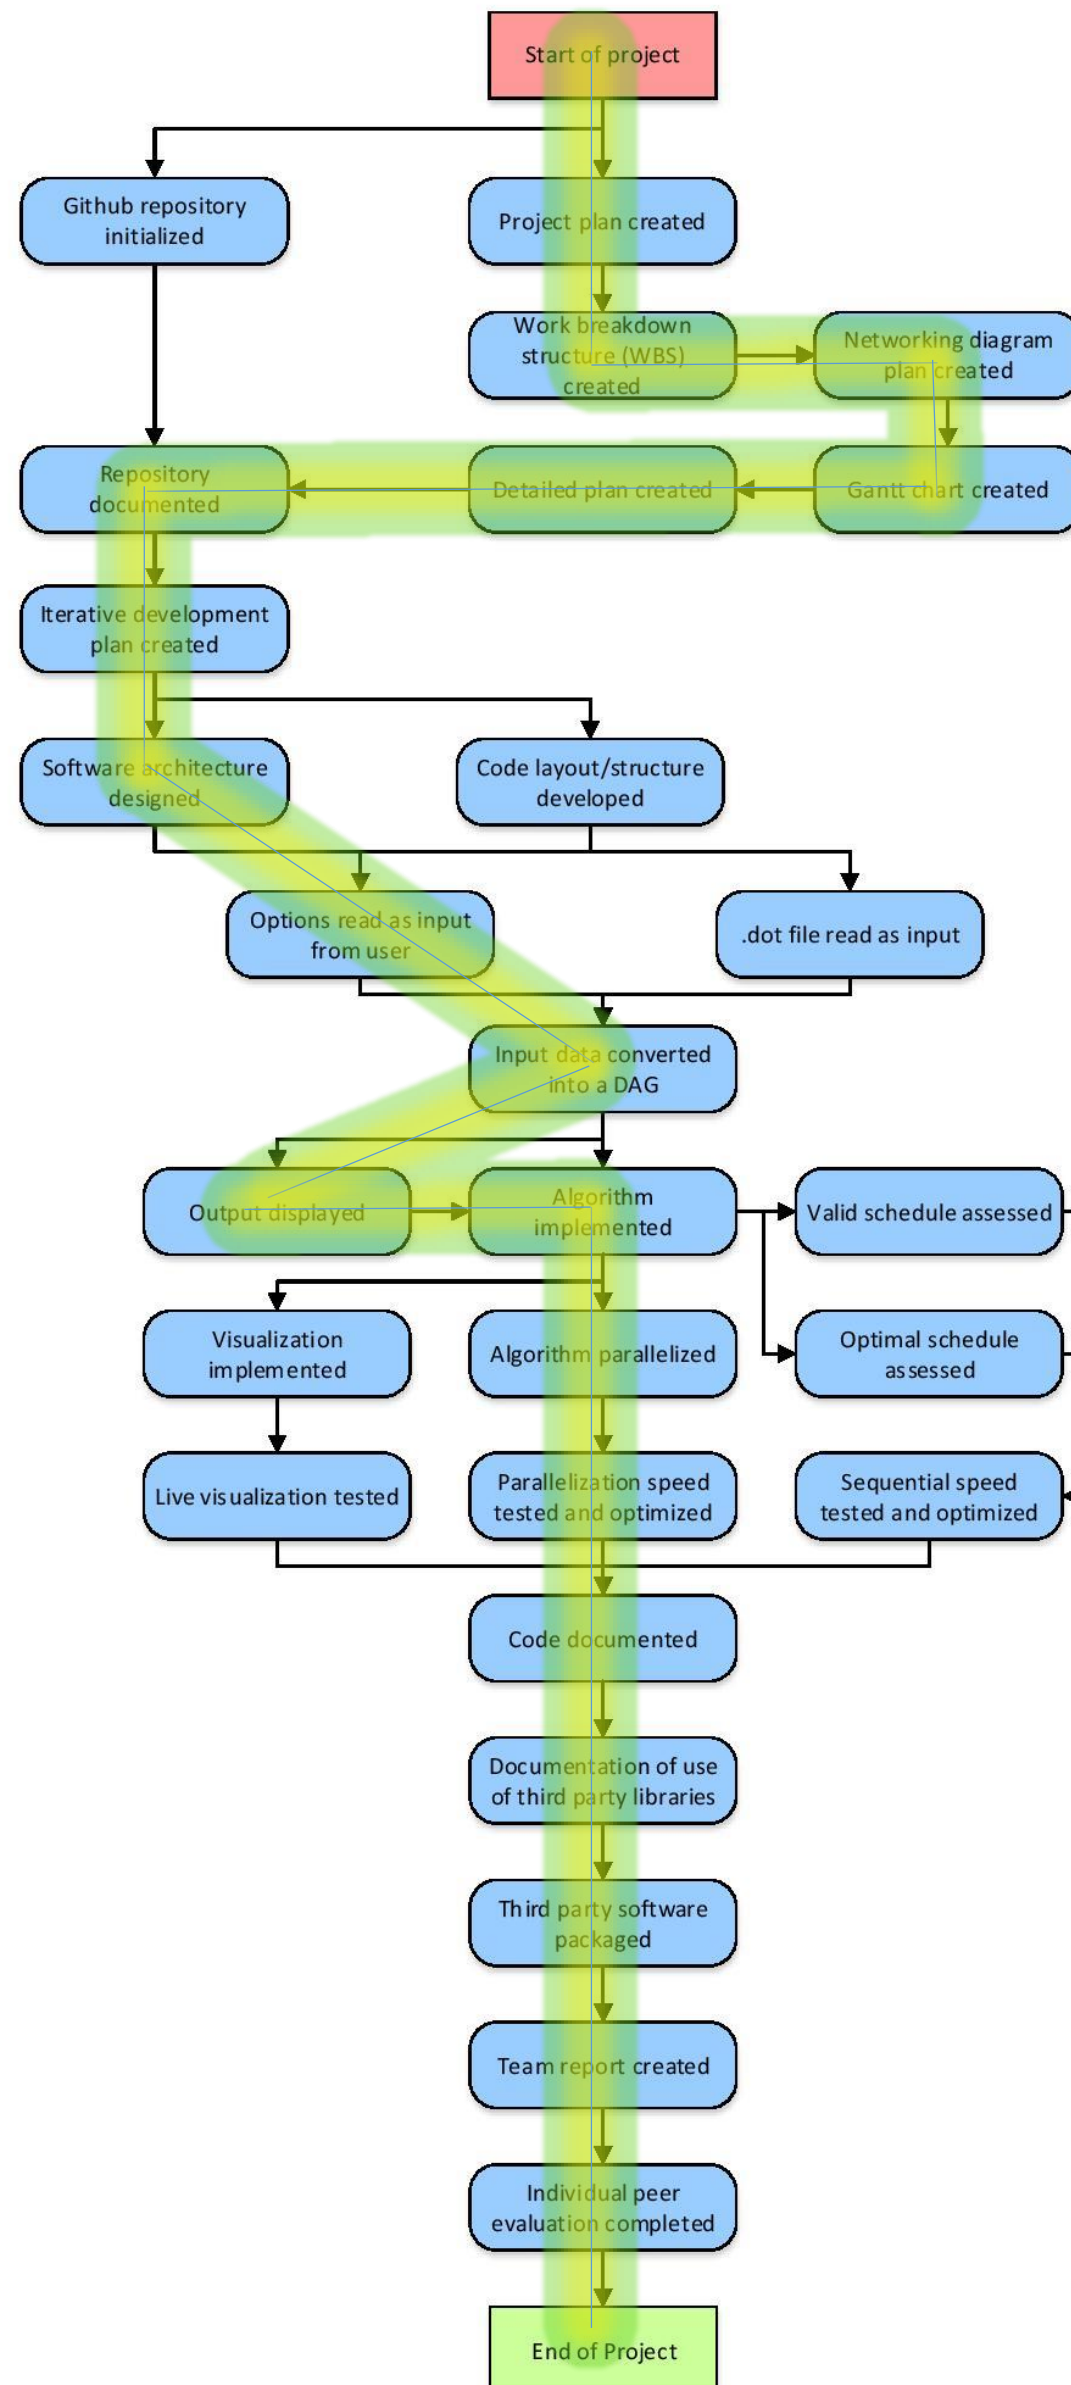 Start of project
Github repository
initialized
Project plan created
Work breakdown
structure (WBS)
created
Networking diagram
plan created
Repository
documented
Detailed plan created
Gantt chart created
Iterative development
plan created
Software architecture
designed
Code layout/structure
developed
Options read as input
from user
.dot file read as input
Input data converted
into a DAG
Output displayed
Algorithm
implemented
Valid schedule assessed
Visualization
implemented
Algorithm parallelized
Optimal schedule
assessed
Live visualization tested
Parallelization speed
tested and optimized
Sequential speed
tested and optimized
Code documented
Documentation of use
of third party libraries
Third party software
packaged
Team report created
Individual peer
evaluation completed
End of Project